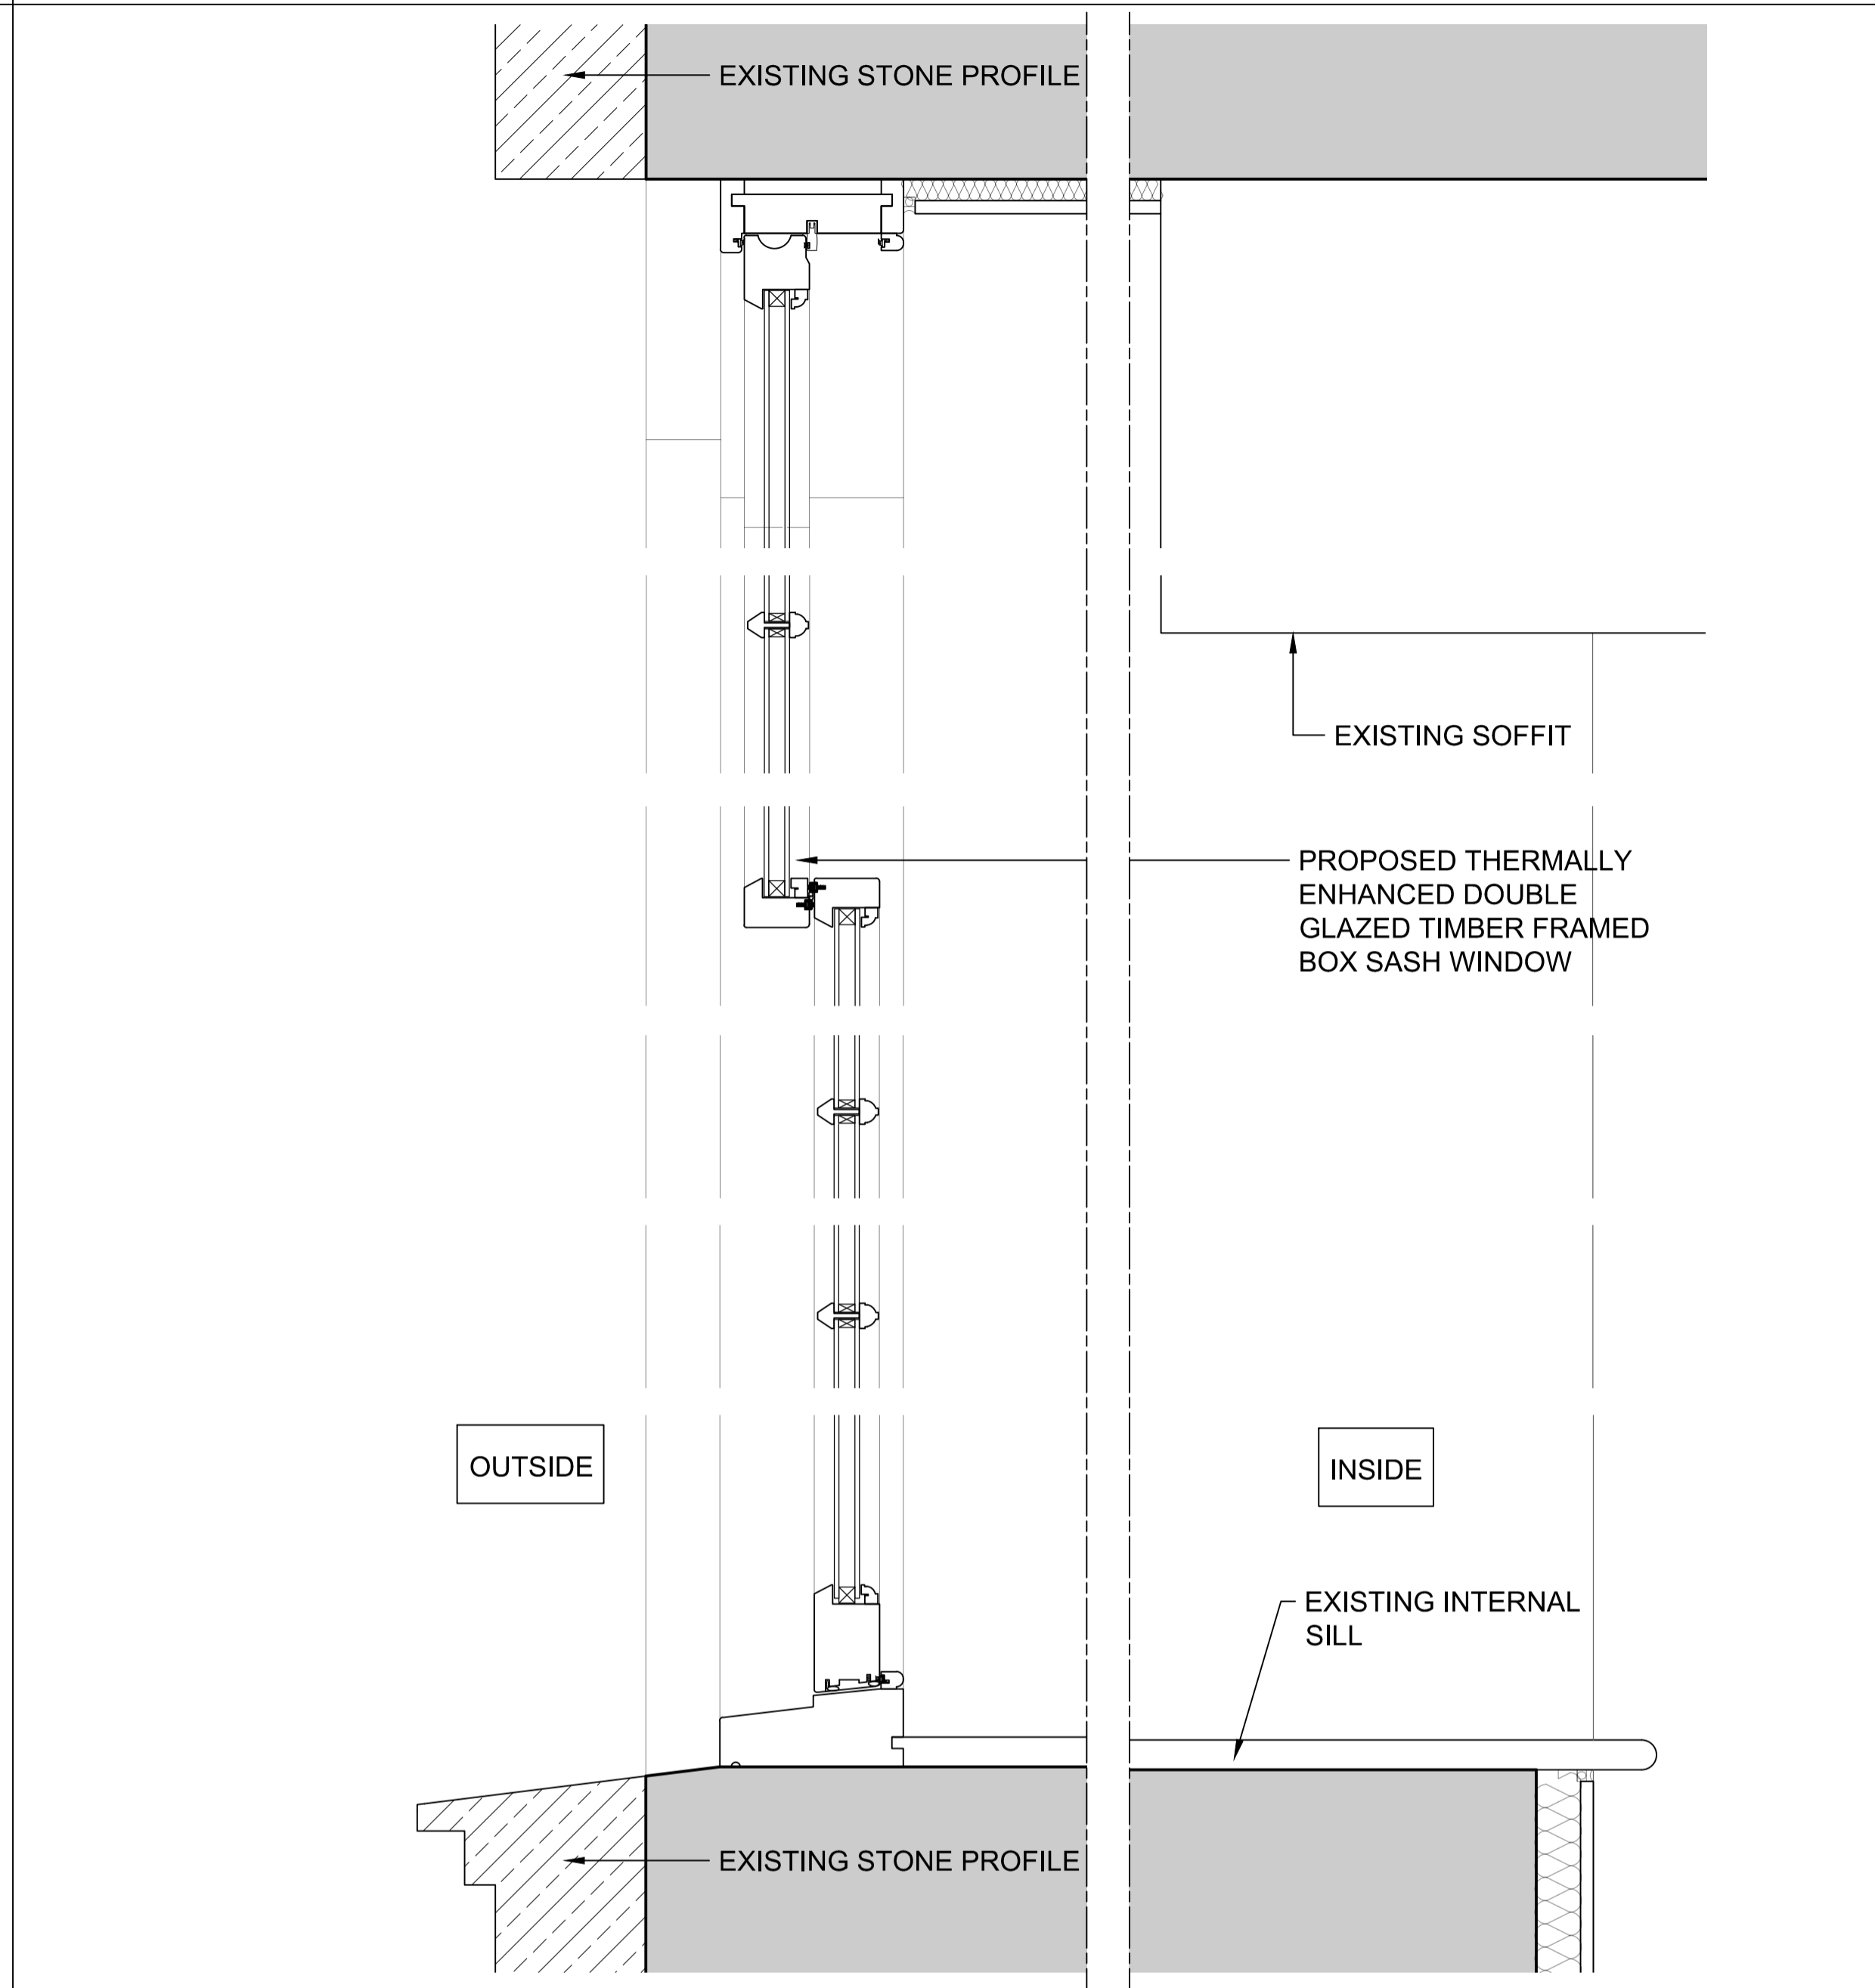 EXISTING STONE PROFILE
EXISTING SOFFIT
PROPOSED THERMALLY
ENHANCED DOUBLE
GLAZED TIMBER FRAMED
BOX SASH WINDOW
OUTSIDE
INSIDE
EXISTING INTERNAL
SILL
EXISTING STONE PROFILE